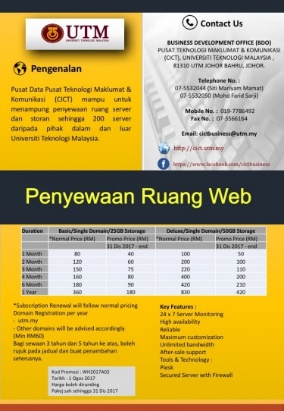 UTM
UNIVERSITI TEKNOLOGI MALAYSIA
Pengenalan
Pusat Data Pusat Teknologi Maklumat &
Komunikasi (CICT) mampu untuk
menampung penyewaan ruang server
dan storan sehingga 200 server
daripada pihak dalam dan luar
Universiti Teknologi Malaysia.
Contact Us
BUSINESS DEVELOPMENT OFFICE (BDO)
PUSAT TEKNOLOGI MAKLUMAT & KOMUNIKASI
(CICT), UNIVERSITI TEKNOLOGI MALAYSIA,
81310 UTM JOHOR BAHRU, JOHOR.
Telephone No. :
07-5532044 (Siti Mariyam Mamat)
07-5532050 (Mohd Farid Sarji)
Mobile No. : 019-7786492
Fax No. : 07-5566164
Email: cictbusiness@utm.my
http://cict.utm.my
https://www.facebook.com/cictbusiness
Penyewaan Ruang Web
Duration Basic/Single Domain/25GB Sstorage Deluxe/Single Domain/50GB Storage
*Normal Price (RM) Promo Price (RM) *Normal Price (RM) Promo Price (RM)
31 Dis 2017 - end 31 Dis 2017 - end
1 Month 80 40 100 50
2 Month 120 60 200 100
3 Month 150 75 220 110
4 Month 160 80 400 200
6 Month 180 90 420 210
1 Year 360 180 830 420
*Subscription Renewal will follow normal pricing
Domain Registration per year
- utm.my
- Other domains will be advised accordingly
(Min RM60)
Bagi sewaan 3 tahun dan 5 tahun ke atas, boleh
rujuk pada jadual dan buat penambahan
seterusnya.
Kod Promosi : WH2017A02
Tarikh : 1 Ogos 2017
Harga boleh dirunding
Pakej sah sehingga 31 Dis 2017
Key Features :
24 x 7 Server Monitoring
High availability
Reliable
Maximum customization
Unlimited bandwidth
After-sale support
Tools & Technology :
Plesk
Secured Server with Firewall